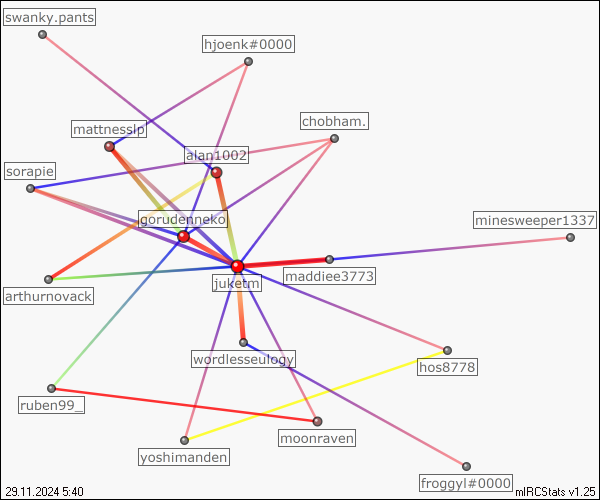 swanky.pants
hjoenk#0000
chobham.
mattnesslp
alan1002
sorapie
gorudenneko
minesweeper1337
maddiee3773
juketm
arthurnovack
wordlesseulogy
hos8778
ruben99_
moonraven
yoshimanden
froggyl#0000
29.11.2024 5:40
mIRCStats v1.25